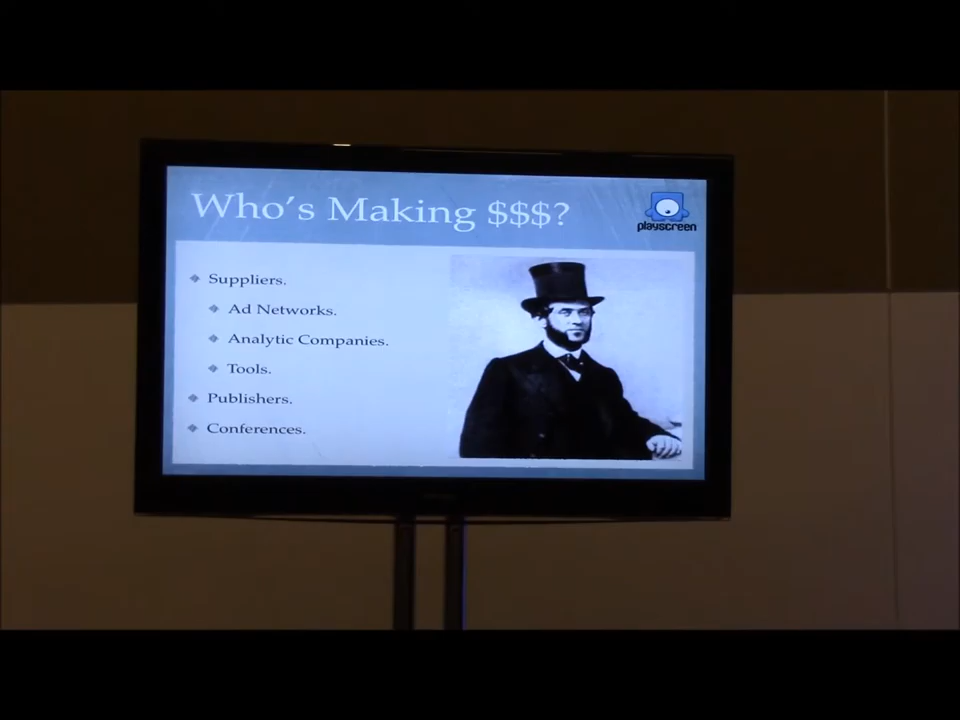 Who's Making $$$?
playscreen
Suppliers.
Ad Networks.
Analytic Companies.
Tools.
Publishers.
Conferences.